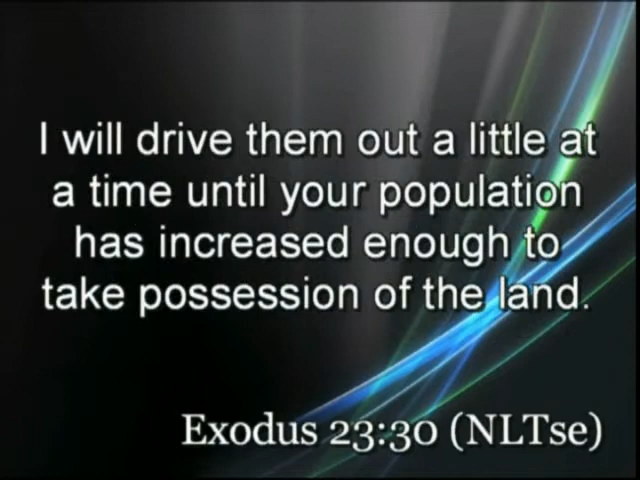 I will drive them out a little at
a time until your population
has increased enough to
take possession of the land.
Exodus 23:30 (NLTse)